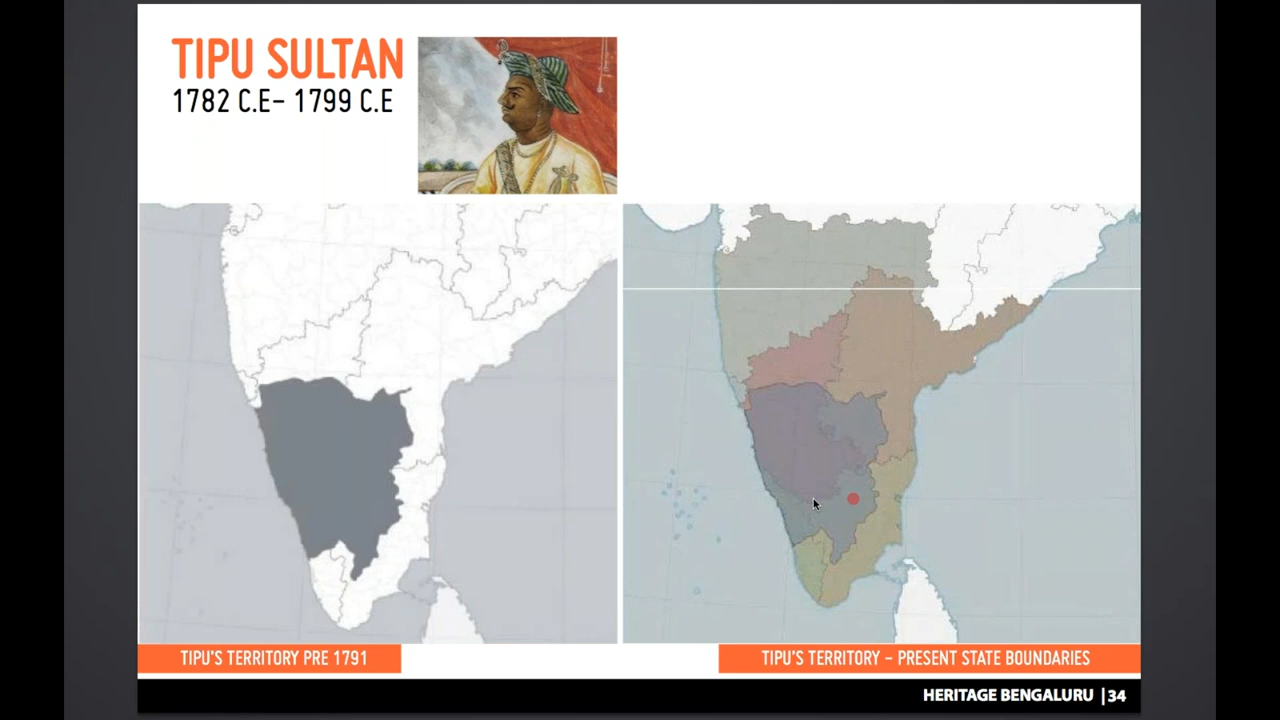 TIPU SULTAN
1782 C.E– 1799 C.E
TIPU'S TERRITORY PRE 1791
TIPU'S TERRITORY – PRESENT STATE BOUNDARIES
HERITAGE BENGALURU |34